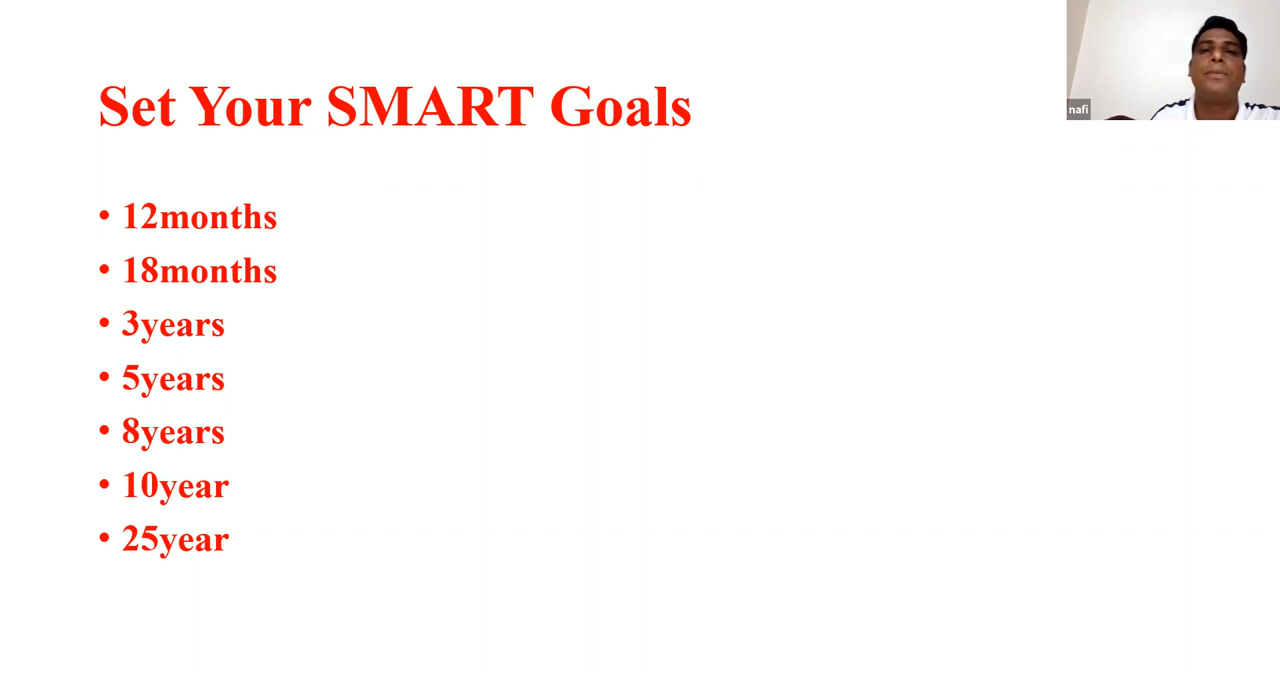 Set Your SMART Goals
• 12months
• 18months
• 3years
• 5years
• 8years
• 10year
• 25year
nafi